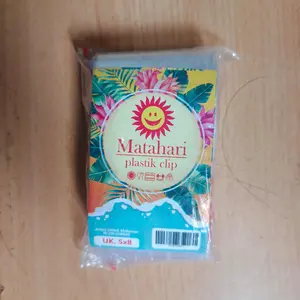 Matahari
plastik clip
UK. 5x8